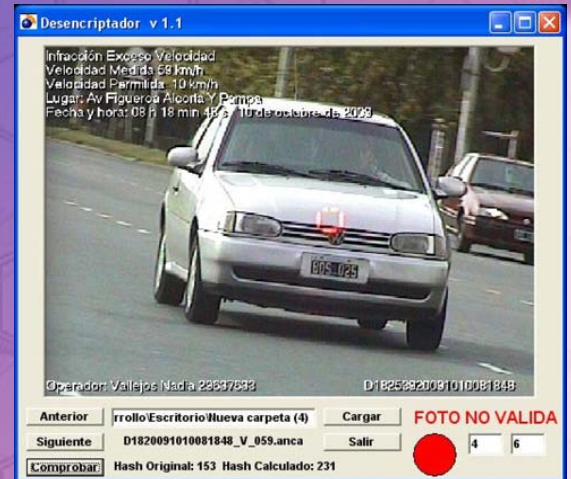 Desencriptador v 1.1
Infracción Exceso Velocidad
Velocidad Medida 59 km/h
Velocidad Permitida 10 km/h
Lugar: Av Figueroa Alcorta Y Pampa
Fecha y hora: 08 h 18 min 48 s / 10 de octubre de 2009
Operador: Vallejos Nadia
Anterior
rrollo\Escritorio\Nueva carpeta (4)
Cargar
FOTO NO VALIDA
Siguiente
D1820091010081848_V_059.anca
Salir
4
6
Comprobar
Hash Original: 153 Hash Calculado: 231